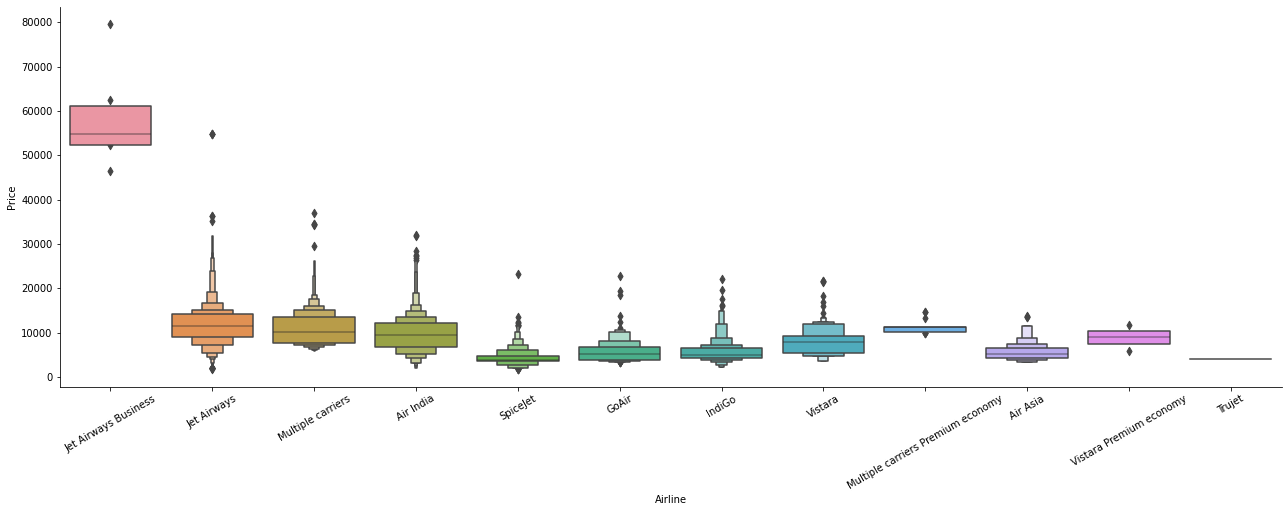 80000
70000
60000
50000
40000
30000
20000
10000
0
Price
Jet Airways Business
Jet Airways
Multiple carriers
Air India
SpiceJet
GoAir
IndiGo
Vistara
Multiple carriers Premium economy
Air Asia
Vistara Premium economy
Trujet
Airline